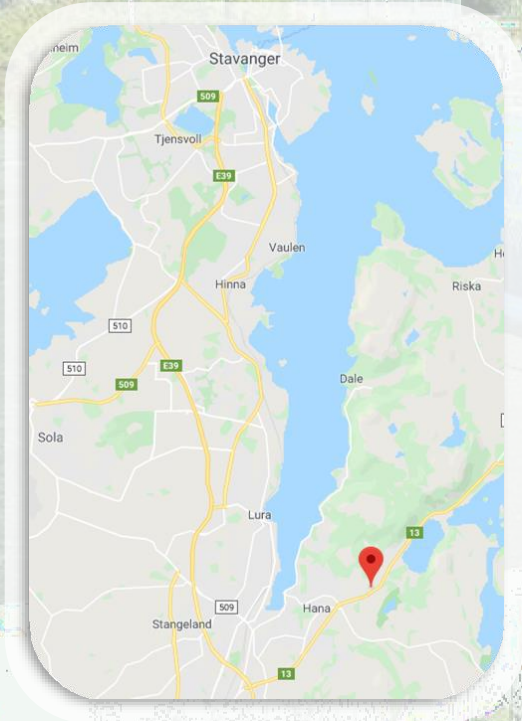 Stavanger
509
Tjensvoll
E39
Vaulen
Hinna
Riska
510
E39
510
509
Dale
Sola
Lura
13
509
Hana
Stangeland
13